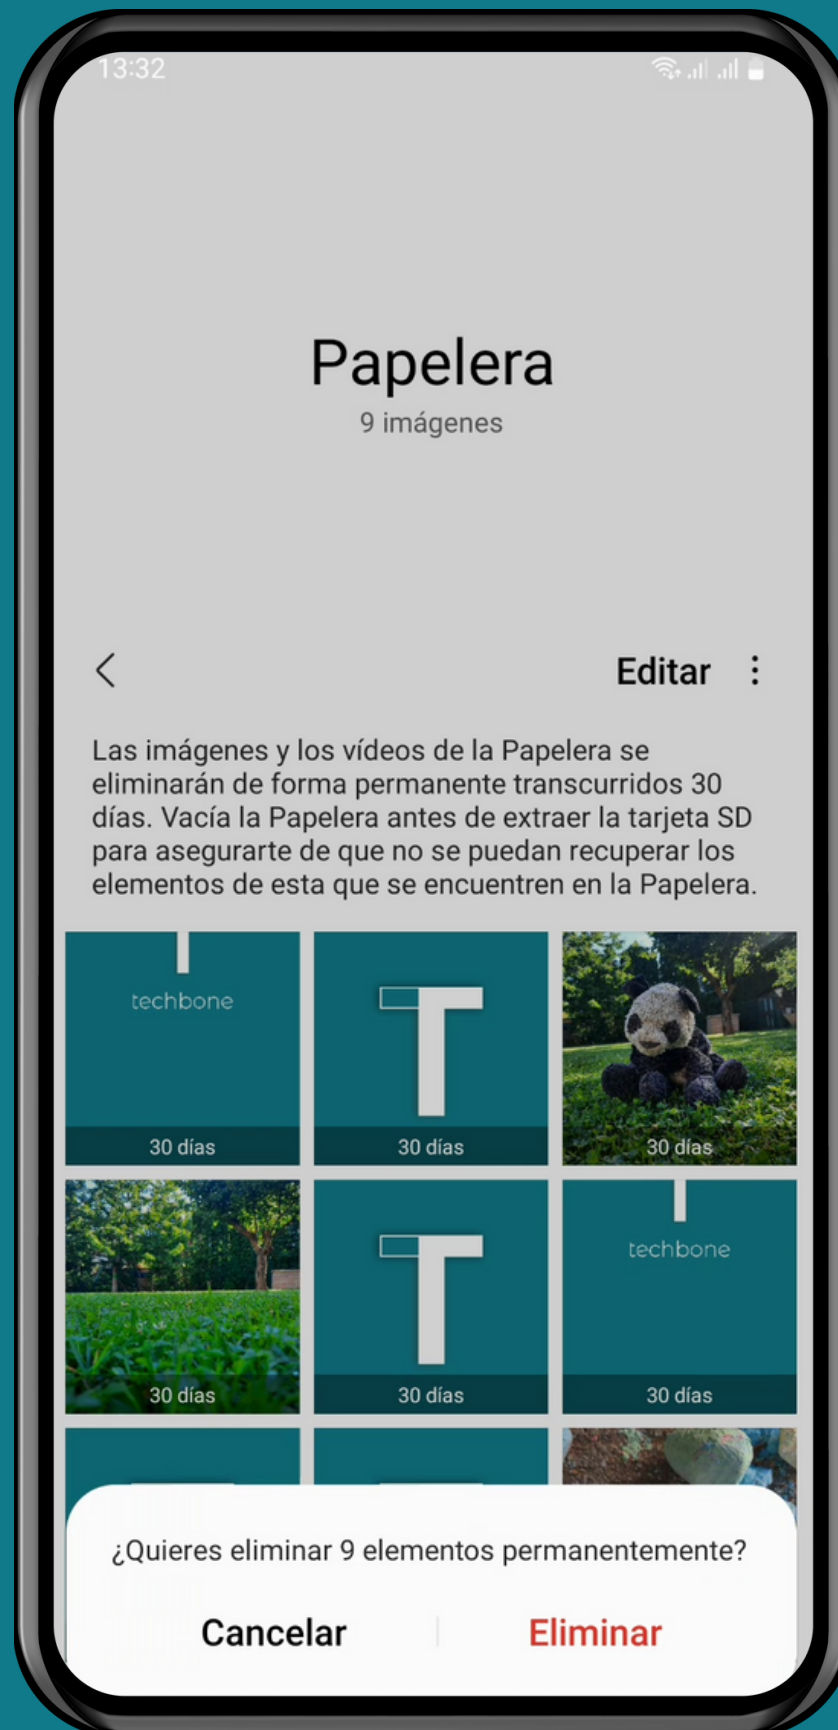 13:32
Papelera
9 imágenes
Editar
Las imágenes y los vídeos de la Papelera se
eliminarán de forma permanente transcurridos 30
días. Vacía la Papelera antes de extraer la tarjeta SD
para asegurarte de que no se puedan recuperar los
elementos de esta que se encuentren en la Papelera.
techbone
30 días
T
30 días
30 días
30 días
T
30 días
techbone
30 días
¿Quieres eliminar 9 elementos permanentemente?
Cancelar
Eliminar